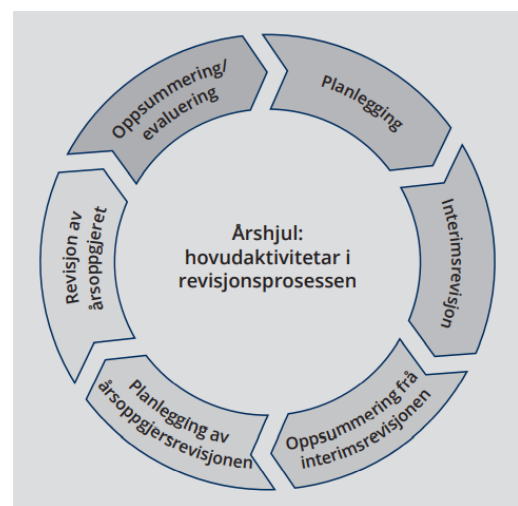 Årshjul:
hovudaktivitetar i
revisjonsprosessen
Planlegging
Interimsrevisjon
Oppsummering frå
interimsrevisjonen
Planlegging av
årsoppgjersrevisjonen
Revisjon av
årsoppgjeret
Oppsummering/
evaluering